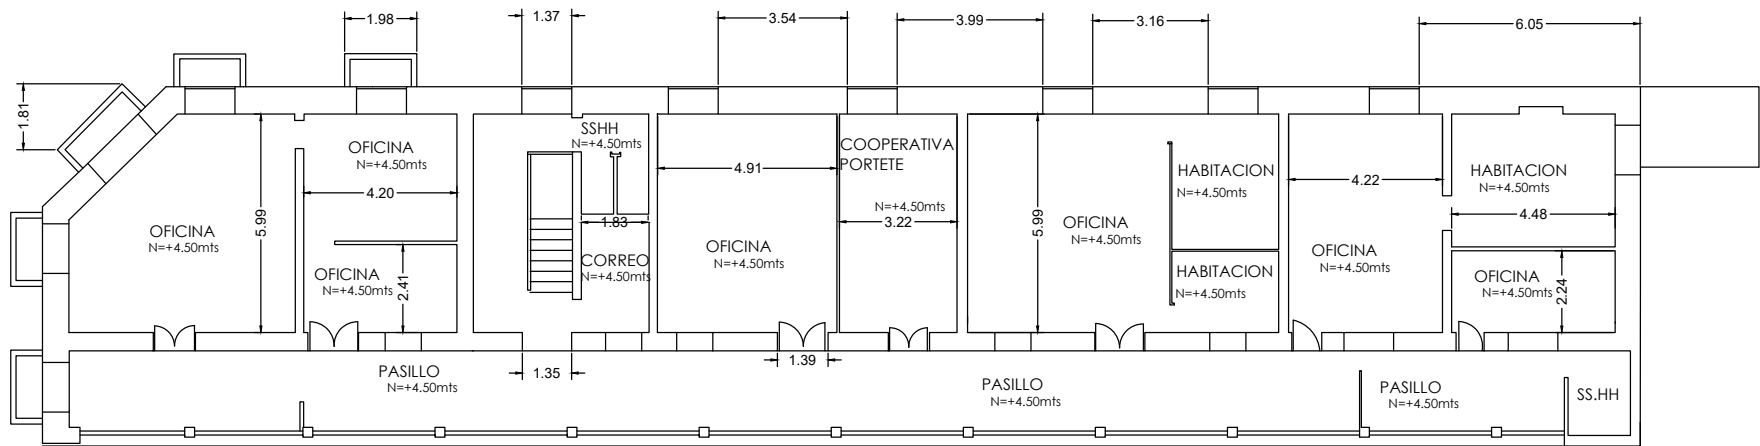 1.98
1.37
3.54
3.99
3.16
6.05
1.81
OFICINA
N=+4.50mts
5.99
OFICINA
N=+4.50mts
4.20
OFICINA
N=+4.50mts
2.41
SSHH
N=+4.50mts
1.83
CORREO
N=+4.50mts
4.91
OFICINA
N=+4.50mts
COOPERATIVA
PORTETE
N=+4.50mts
3.22
5.99
OFICINA
N=+4.50mts
HABITACION
N=+4.50mts
HABITACION
N=+4.50mts
4.22
OFICINA
N=+4.50mts
HABITACION
N=+4.50mts
4.48
OFICINA
N=+4.50mts
2.24
1.35
1.39
PASILLO
N=+4.50mts
PASILLO
N=+4.50mts
PASILLO
N=+4.50mts
SS.HH